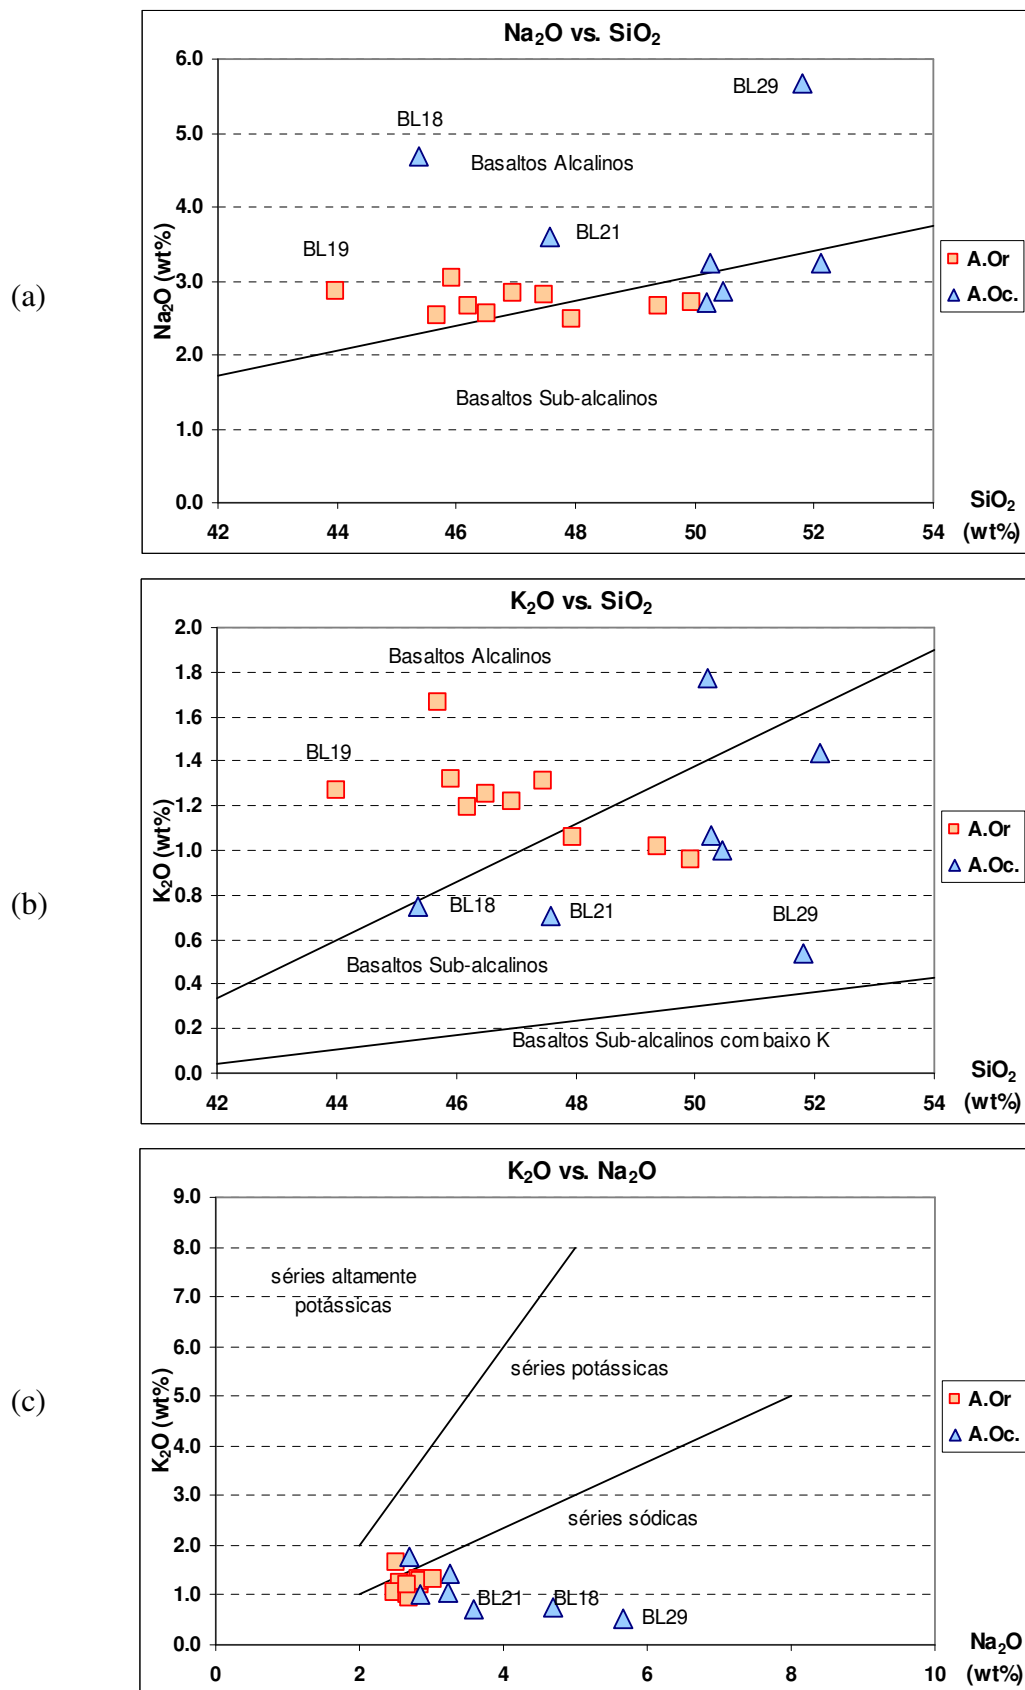 (a)
Na₂O vs. SiO₂
6.0
5.0
4.0
3.0
2.0
1.0
0.0
Na₂O (wt%)
BL18
BL29
Basaltos Alcalinos
BL19
BL21
Basaltos Sub-alcalinos
42 44 46 48 50 52 54
SiO₂
(wt%)
A.Or
A.Oc.
(b)
K₂O vs. SiO₂
2.0
1.8
1.6
1.4
1.2
1.0
0.8
0.6
0.4
0.2
0.0
K₂O (wt%)
Basaltos Alcalinos
BL19
BL18
BL21
BL29
Basaltos Sub-alcalinos
Basaltos Sub-alcalinos com baixo K
42 44 46 48 50 52 54
SiO₂
(wt%)
A.Or
A.Oc.
(c)
K₂O vs. Na₂O
9.0
8.0
7.0
6.0
5.0
4.0
3.0
2.0
1.0
0.0
K₂O (wt%)
séries altamente
potássicas
séries potássicas
séries sódicas
BL21
BL18
BL29
0 2 4 6 8 10
Na₂O
(wt%)
A.Or
A.Oc.